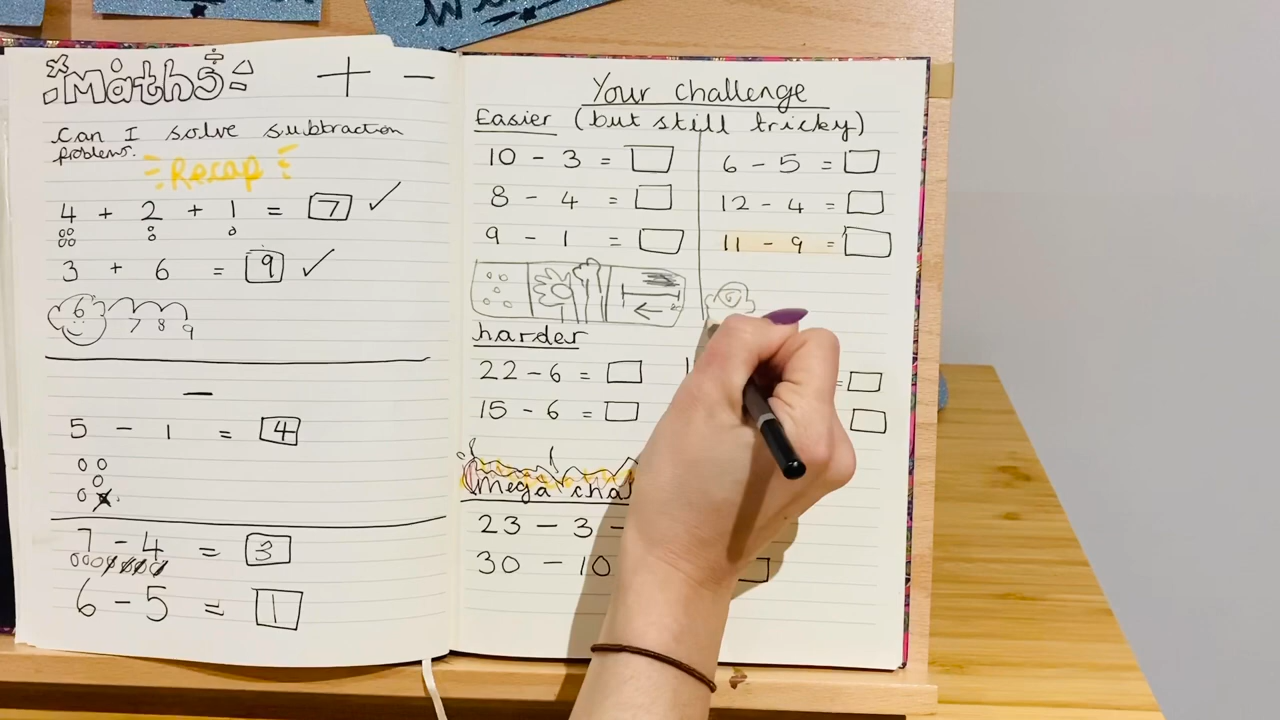 Maths + -
Can I solve subtraction
problems.
Recap
4 + 2 + 1 = 7 ✓
3 + 6 = 9 ✓
6 7 8 9
-
5 - 1 = 4
7 - 4 = 3
6 - 5 = 1
Your challenge
Easier (but still tricky)
10 - 3 =
8 - 4 =
9 - 1 =
6 - 5 =
12 - 4 =
11 - 9 =
harder
22 - 6 =
15 - 6 =
=
Mega cha
23 - 3 -
30 - 10